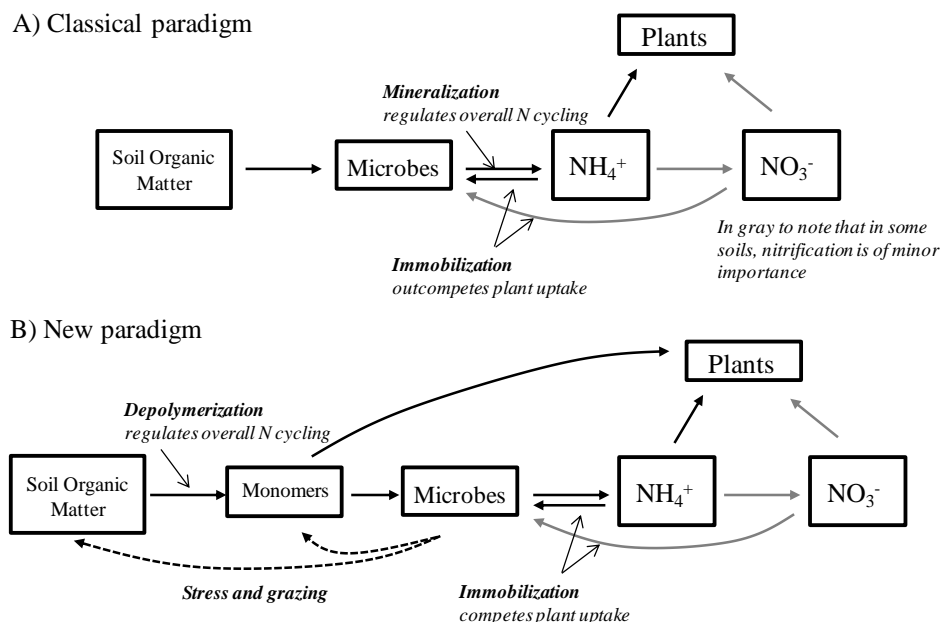 A) Classical paradigm
Plants
Mineralization
regulates overall N cycling
Soil Organic
Matter
Microbes
NH₄⁺
NO₃⁻
In gray to note that in some
soils, nitrification is of minor
importance
Immobilization
outcompetes plant uptake
B) New paradigm
Plants
Depolymerization
regulates overall N cycling
Soil Organic
Matter
Monomers
Microbes
NH₄⁺
NO₃⁻
Stress and grazing
Immobilization
competes plant uptake